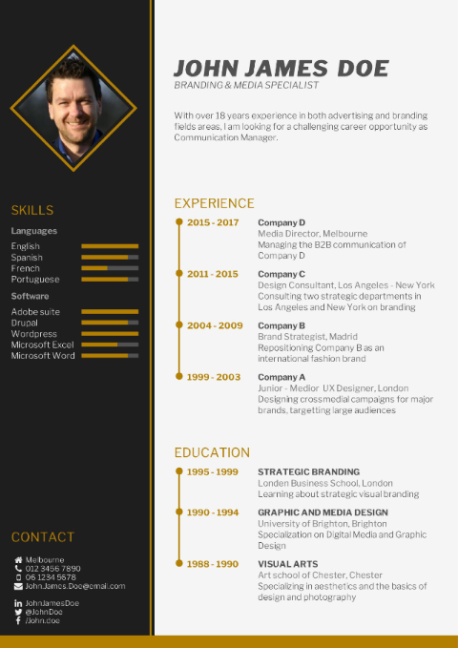 JOHN JAMES DOE
BRANDING & MEDIA SPECIALIST
With over 18 years experience in both advertising and branding
fields areas, I am looking for a challenging career opportunity as
Communication Manager.
SKILLS
Languages
English
Spanish
French
Portuguese
Software
Adobe suite
Drupal
Wordpress
Microsoft Excel
Microsoft Word
CONTACT
Melbourne
012 3456 7890
06 1234 5678
John.James.Doe@email.com
JohnJamesDoe
@JohnDoe
/John.doe
EXPERIENCE
2015 - 2017 Company D
Media Director, Melbourne
Managing the B2B communication of
Company D
2011 - 2015 Company C
Design Consultant, Los Angeles - New York
Consulting two strategic departments in
Los Angeles and New York on branding
2004 - 2009 Company B
Brand Strategist, Madrid
Repositioning Company B as an
international fashion brand
1999 - 2003 Company A
Junior - Medior UX Designer, London
Designing crossmedial campaigns for major
brands, targetting large audiences
EDUCATION
1995 - 1999 STRATEGIC BRANDING
Londen Business School, London
Learning about strategic visual branding
1990 - 1994 GRAPHIC AND MEDIA DESIGN
University of Brighton, Brighton
Specialization on Digital Media and Graphic
Design
1988 - 1990 VISUAL ARTS
Art school of Chester, Chester
Specializing in aesthetics and the basics of
design and photography